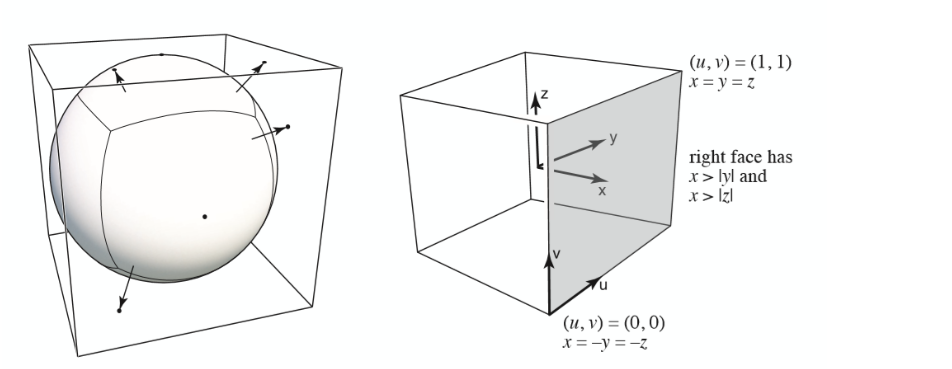 (u, v) = (1, 1)
x = y = z
z
y
x
right face has
x > |y| and
x > |z|
v
u
(u, v) = (0, 0)
x = –y = –z